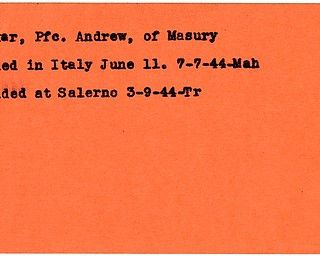 gar, Pfc. Andrew, of Masury
ed in Italy June 11. 7-7-44-Mah
ded at Salerno 3-9-44-Tr